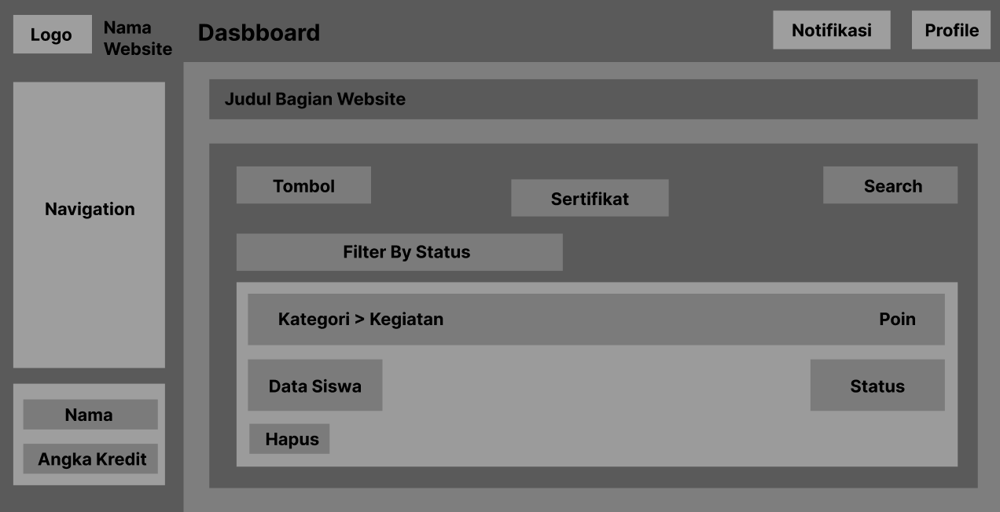 Logo
Nama
Website
Dasbboard
Notifikasi
Profile
Navigation
Nama
Angka Kredit
Judul Bagian Website
Tombol
Sertifikat
Search
Filter By Status
Kategori > Kegiatan
Poin
Data Siswa
Status
Hapus